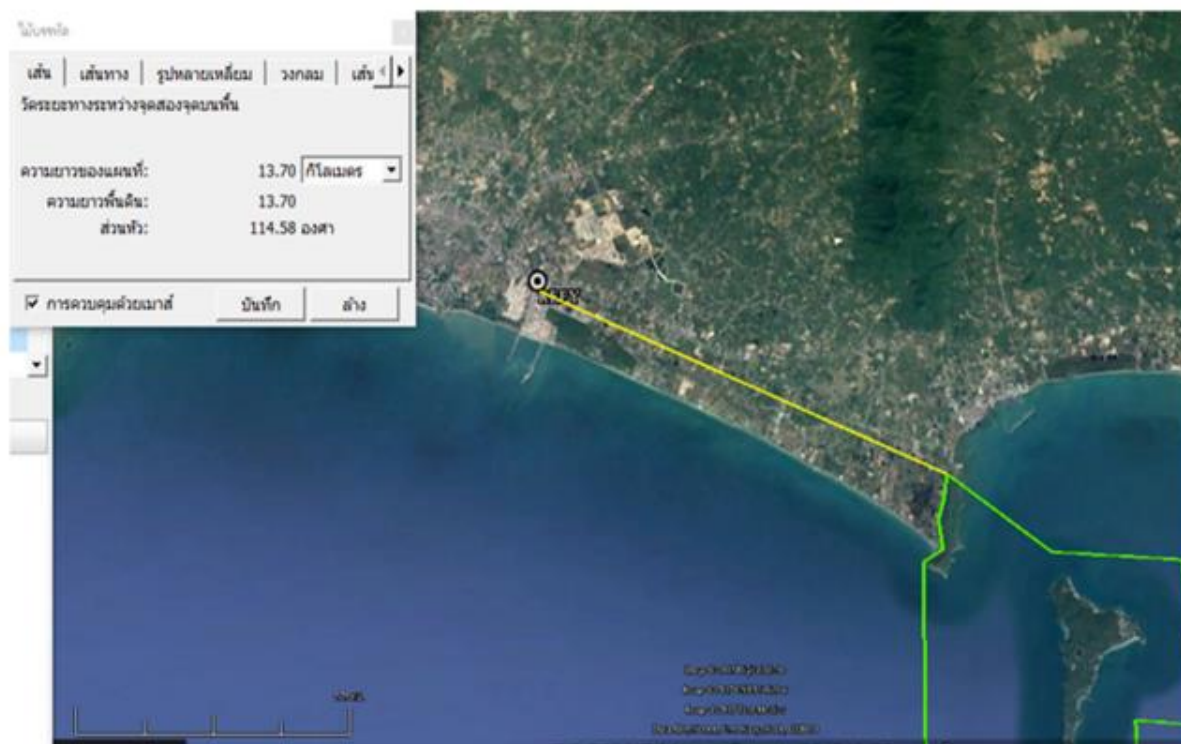 ไม้บรรทัด
เส้น เส้นทาง รูปหลายเหลี่ยม วงกลม เส้น
วัดระยะทางระหว่างจุดสองจุดบนพื้น
ความยาวของแผนที่: 13.70 กิโลเมตร
ความยาวพื้นดิน: 13.70
ส่วนหัว: 114.58 องศา
การควบคุมด้วยเมาส์ บันทึก ล้าง